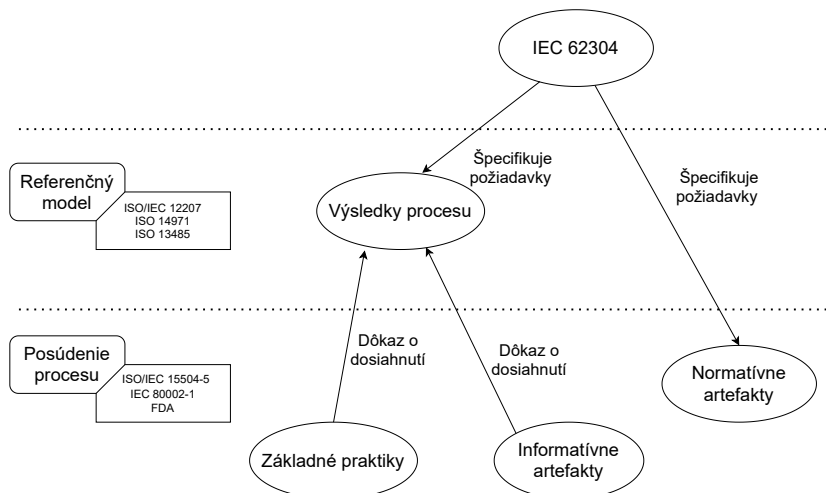 IEC 62304
Špecifikuje
požiadavky
Špecifikuje
požiadavky
Referenčný
model
ISO/IEC 12207
ISO 14971
ISO 13485
Výsledky procesu
Posúdenie
procesu
ISO/IEC 15504-5
IEC 80002-1
FDA
Dôkaz o
dosiahnutí
Dôkaz o
dosiahnutí
Normatívne
artefakty
Základné praktiky
Informatívne
artefakty